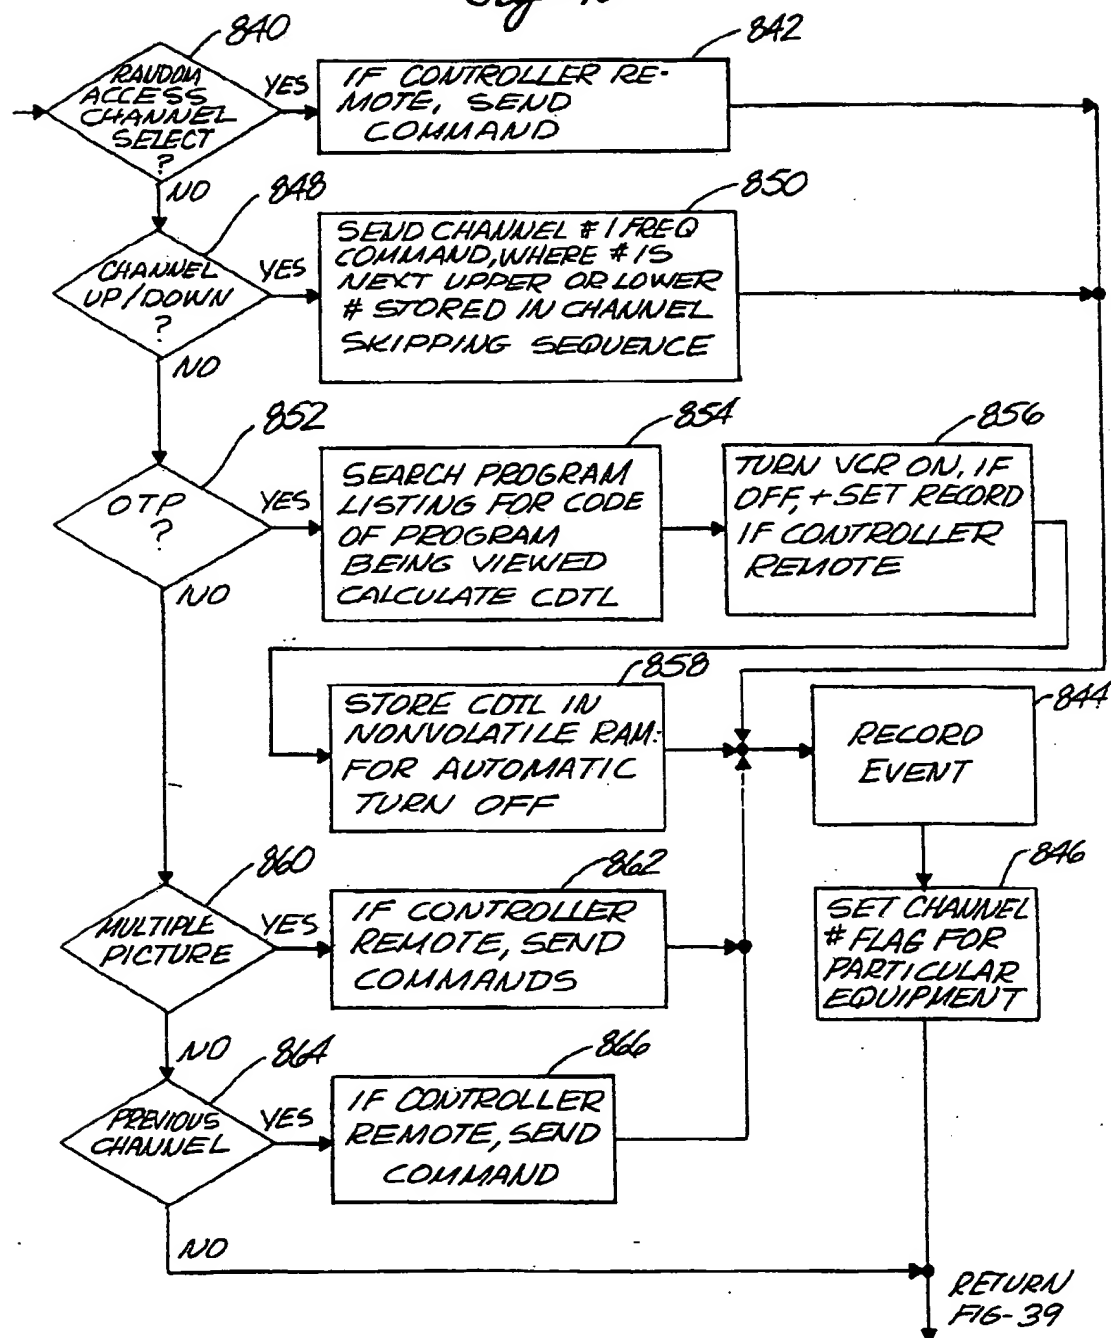 840
842
RANDOM
ACCESS
CHANNEL
SELECT
?
YES
IF CONTROLLER RE-
MOTE, SEND
COMMAND
NO
848
850
CHANNEL
UP/DOWN
?
YES
SEND CHANNEL # / FREQ
COMMAND, WHERE # IS
NEXT UPPER OR LOWER
# STORED IN CHANNEL
SKIPPING SEQUENCE
NO
852
854
856
OTP
?
YES
SEARCH PROGRAM
LISTING FOR CODE
OF PROGRAM
BEING VIEWED
CALCULATE CDTL
TURN VCR ON, IF
OFF, + SET RECORD
IF CONTROLLER
REMOTE
NO
858
844
STORE CDTL IN
NONVOLATILE RAM
FOR AUTOMATIC
TURN OFF
RECORD
EVENT
860
862
846
MULTIPLE
PICTURE
YES
IF CONTROLLER
REMOTE, SEND
COMMANDS
SET CHANNEL
# FLAG FOR
PARTICULAR
EQUIPMENT
NO
864
866
PREVIOUS
CHANNEL
YES
IF CONTROLLER
REMOTE, SEND
COMMAND
NO
RETURN
FIG-39